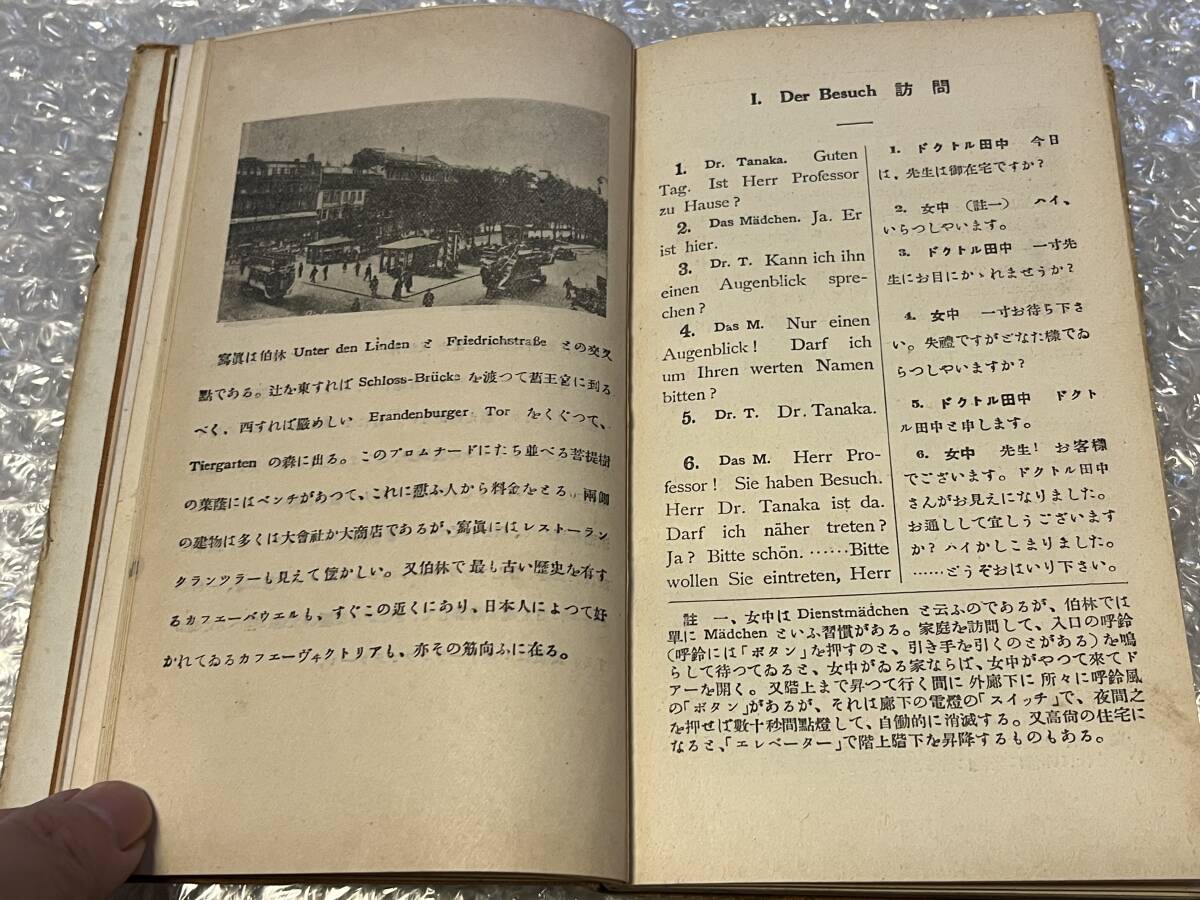 寫眞は伯林 Unter den Linden と Friedrichstraße との交叉
點である。辻を東すれば Schloss-Brücke を渡つて舊王宮に到る
べく、西すれば嚴めしい Erandenburger Tor をくぐつて、
Tiergarten の森に出る。このプロムナードにたち並べる菩提樹
の葉蔭にはベンチがあつて、これに憩ふ人から料金をとる。兩側
の建物は多くは大會社か大商店であるが、寫眞にはレストーラン
クランツラーも見えて懷かしい。又伯林で最も古い歷史を有す
るカフェーバウエルも、すぐこの近くにあり、日本人によつて好
かれてゐるカフェーヴィクトリアも、亦その筋向ふに在る。
I. Der Besuch 訪問
1. Dr. Tanaka. Guten
Tag. Ist Herr Professor
zu Hause?
2. Das Mädchen. Ja. Er
ist hier.
3. Dr. T. Kann ich ihn
einen Augenblick spre-
chen?
4. Das M. Nur einen
Augenblick! Darf ich
um Ihren werten Namen
bitten?
5. Dr. T. Dr. Tanaka.
6. Das M. Herr Pro-
fessor! Sie haben Besuch.
Herr Dr. Tanaka ist da.
Darf ich näher treten?
Ja? Bitte schön. ……Bitte
wollen Sie eintreten, Herr
1. ドクトル田中 今日
は、先生は御在宅ですか?
2. 女中 (註一) ハイ、
いらつしやいます。
3. ドクトル田中 一寸先
生にお目にかゝれませうか?
4. 女中 一寸お待ち下さ
い。失禮ですがどなた樣でゐ
らつしやいますか?
5. ドクトル田中 ドクト
ル田中と申します。
6. 女中 先生! お客樣
でございます。ドクトル田中
さんがお見えになりました。
お通しして宜しうございます
か? ハイかしこまりました。
……どうぞおはいり下さい。
註 一、女中は Dienstmädchen と云ふのであるが、伯林では
單に Mädchen といふ習慣がある。家庭を訪問して、入口の呼鈴
(呼鈴には「ボタン」を押すのと、引き手を引くのとがある)を鳴
らして待つてゐると、女中がゐる家ならば、女中がやつて來てド
アーを開く。又階上まで昇つて行く間に外廊下に所々に呼鈴風
の「ボタン」があるが、それは廊下の電燈の「スイッチ」で、夜間之
を押せば數十秒間點燈して、自働的に消滅する。又高尙の住宅に
なると、「エレベーター」で階上階下を昇降するものもある。